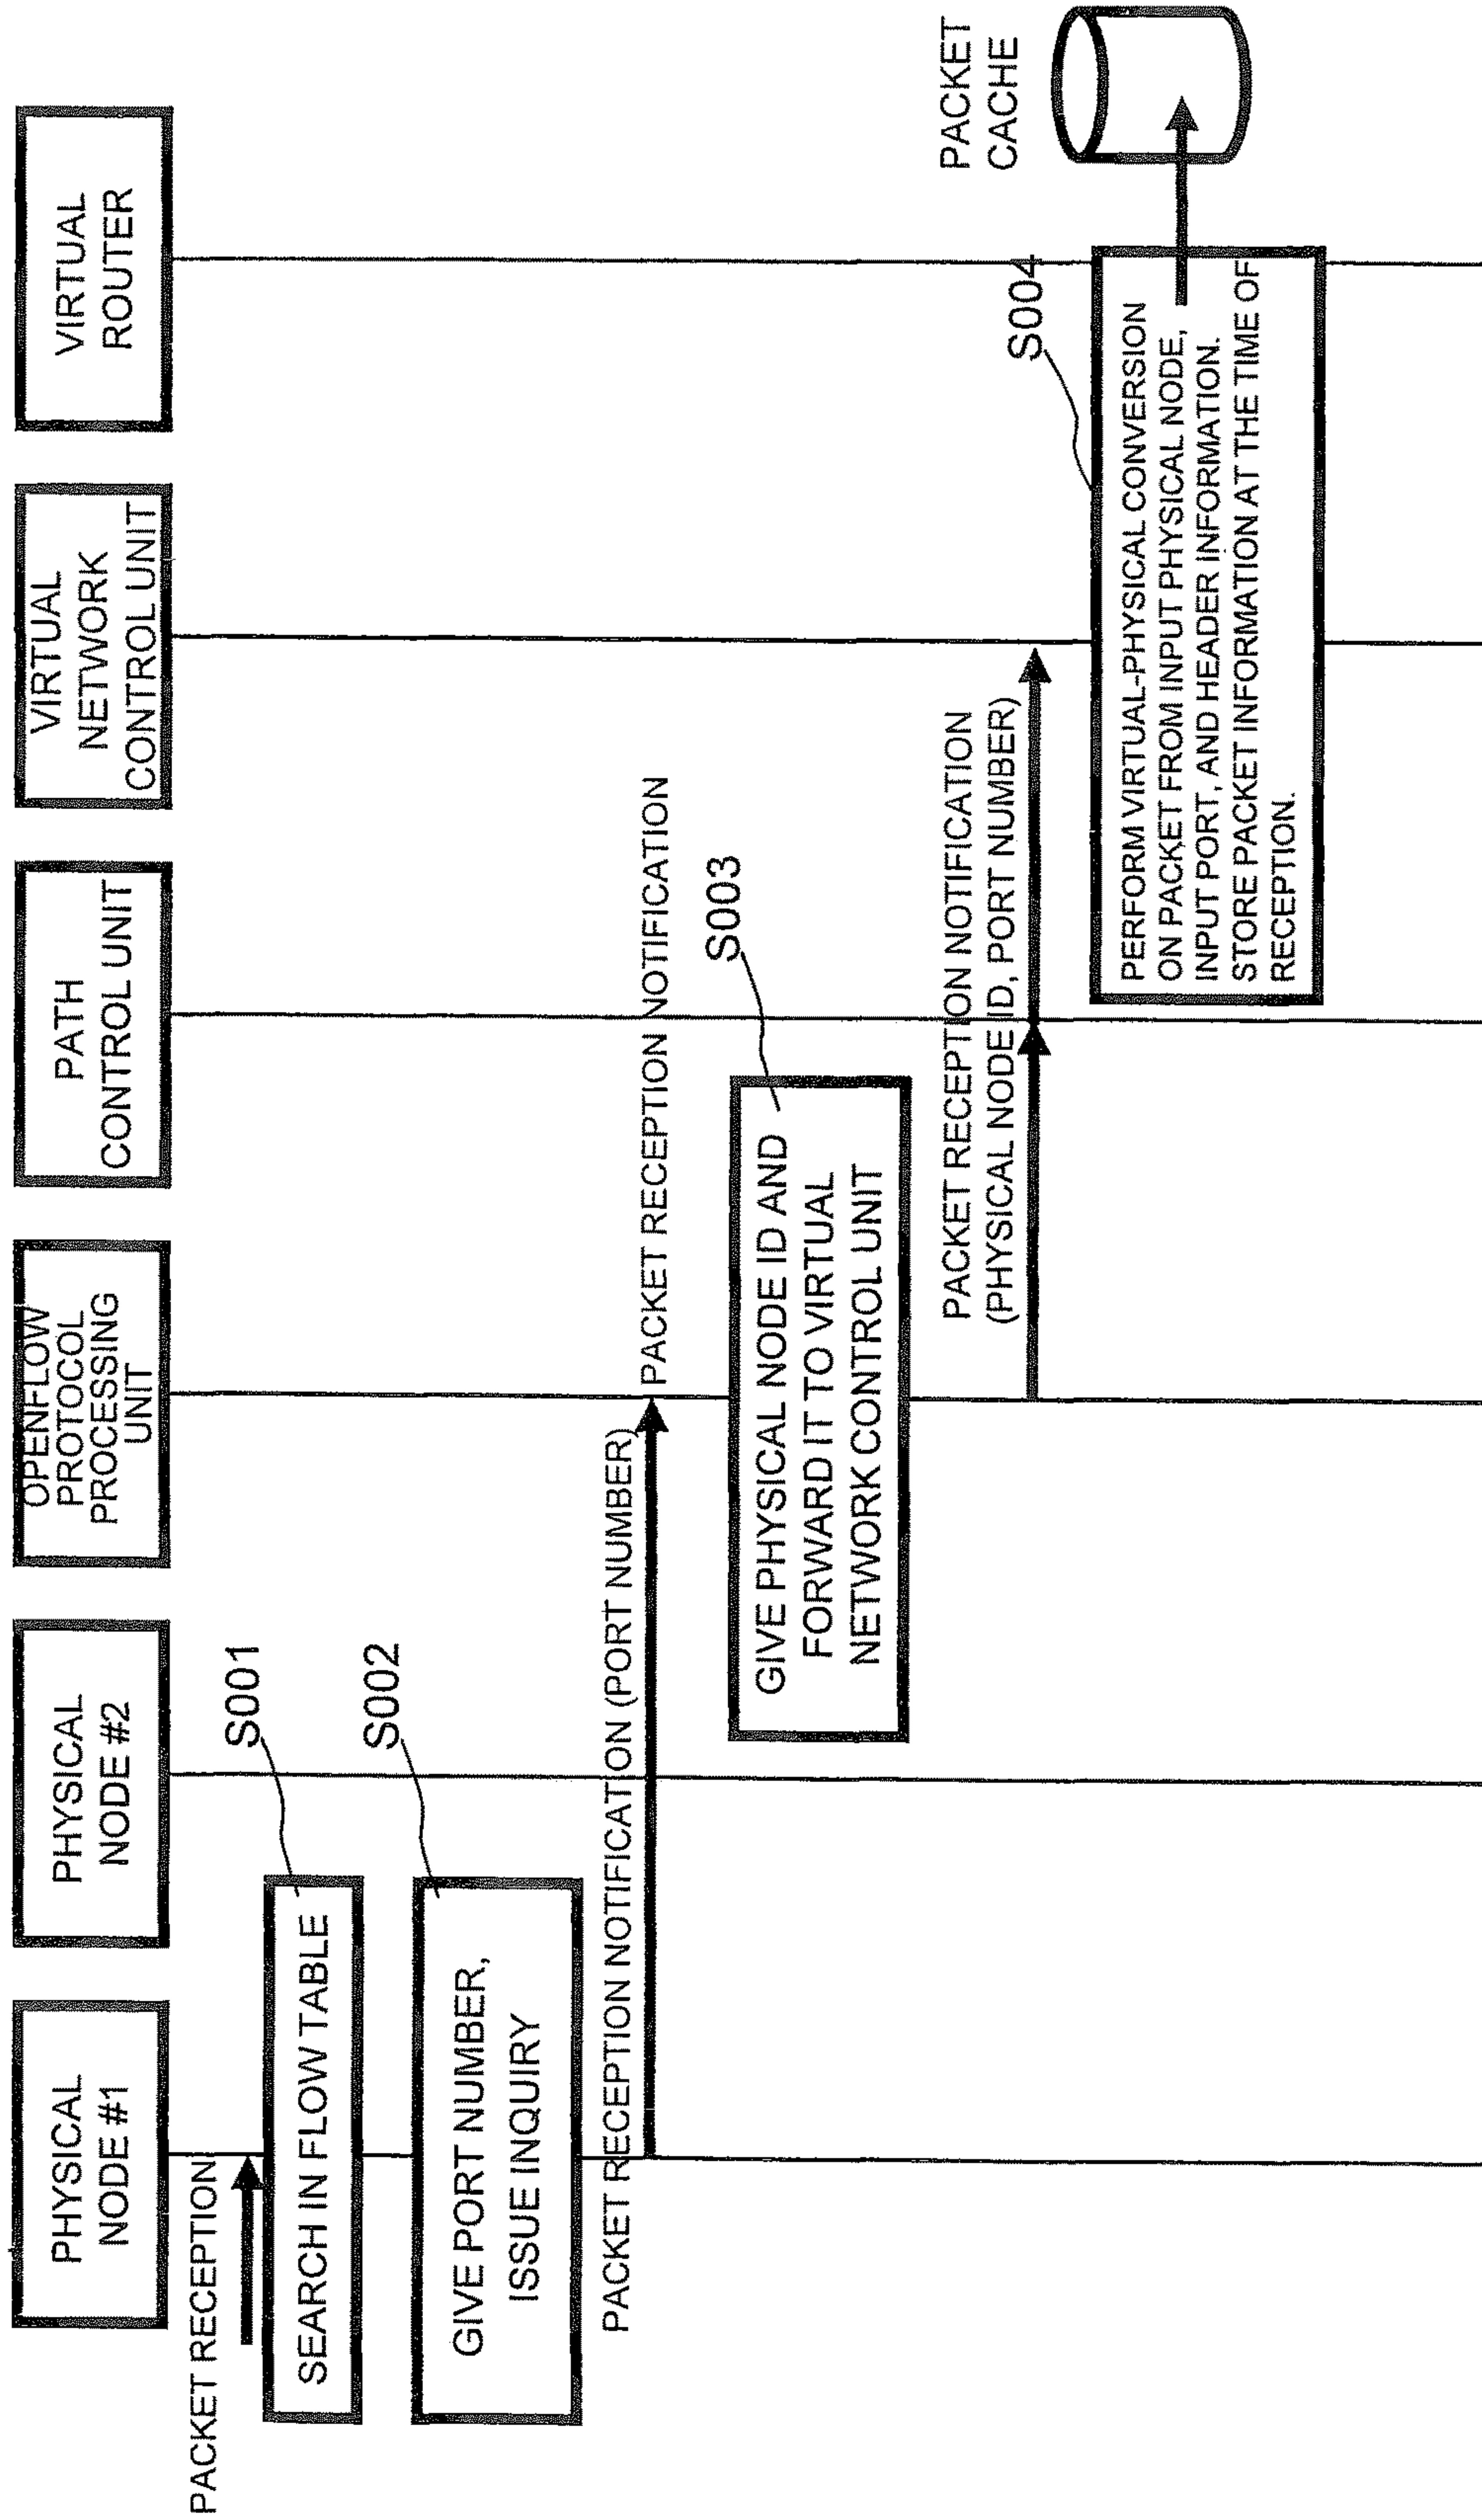 PHYSICAL
NODE #1
PHYSICAL
NODE #2
OPENFLOW
PROTOCOL
PROCESSING
UNIT
PATH
CONTROL UNIT
VIRTUAL
NETWORK
CONTROL UNIT
VIRTUAL
ROUTER
PACKET RECEPTION
S001
SEARCH IN FLOW TABLE
S002
GIVE PORT NUMBER,
ISSUE INQUIRY
PACKET RECEPTION NOTIFICATION (PORT NUMBER)
PACKET RECEPTION NOTIFICATION
S003
GIVE PHYSICAL NODE ID AND
FORWARD IT TO VIRTUAL
NETWORK CONTROL UNIT
PACKET RECEPTION NOTIFICATION
(PHYSICAL NODE ID, PORT NUMBER)
PACKET
CACHE
S004
PERFORM VIRTUAL-PHYSICAL CONVERSION
ON PACKET FROM INPUT PHYSICAL NODE,
INPUT PORT, AND HEADER INFORMATION.
STORE PACKET INFORMATION AT THE TIME OF
RECEPTION.